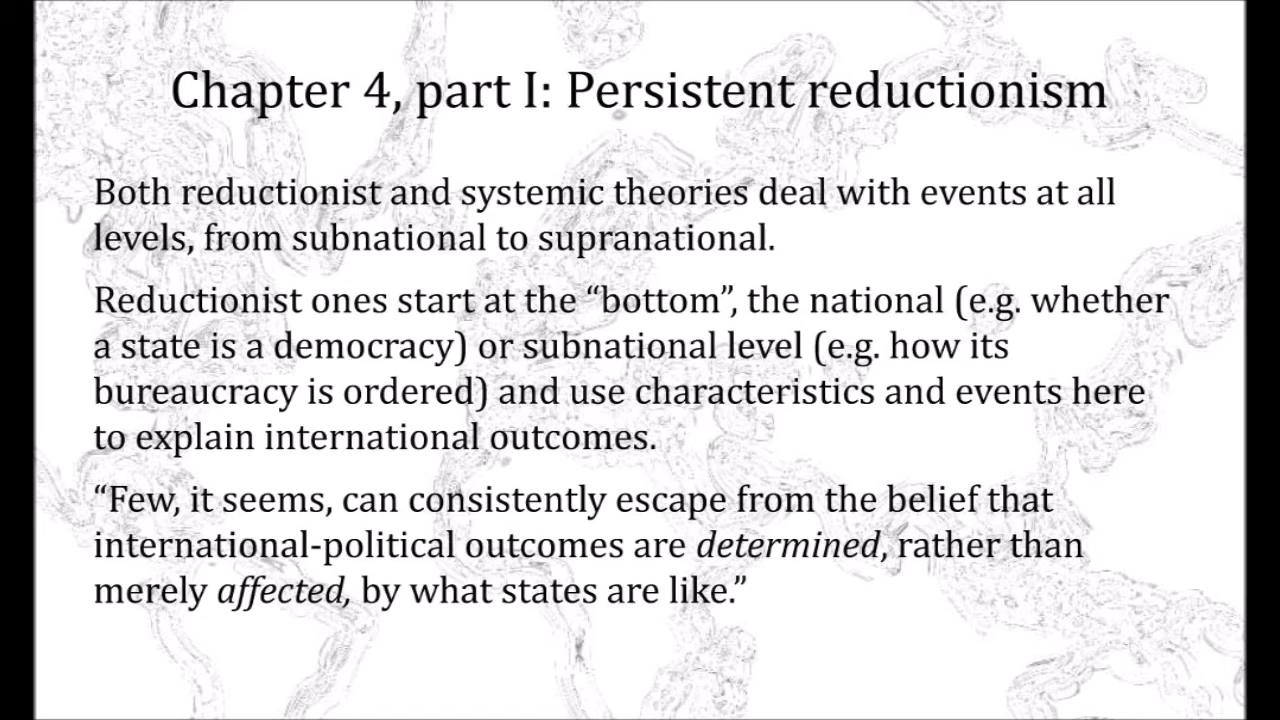 Chapter 4, part I: Persistent reductionism
Both reductionist and systemic theories deal with events at all
levels, from subnational to supranational.
Reductionist ones start at the “bottom”, the national (e.g. whether
a state is a democracy) or subnational level (e.g. how its
bureaucracy is ordered) and use characteristics and events here
to explain international outcomes.
“Few, it seems, can consistently escape from the belief that
international-political outcomes are determined, rather than
merely affected, by what states are like.”